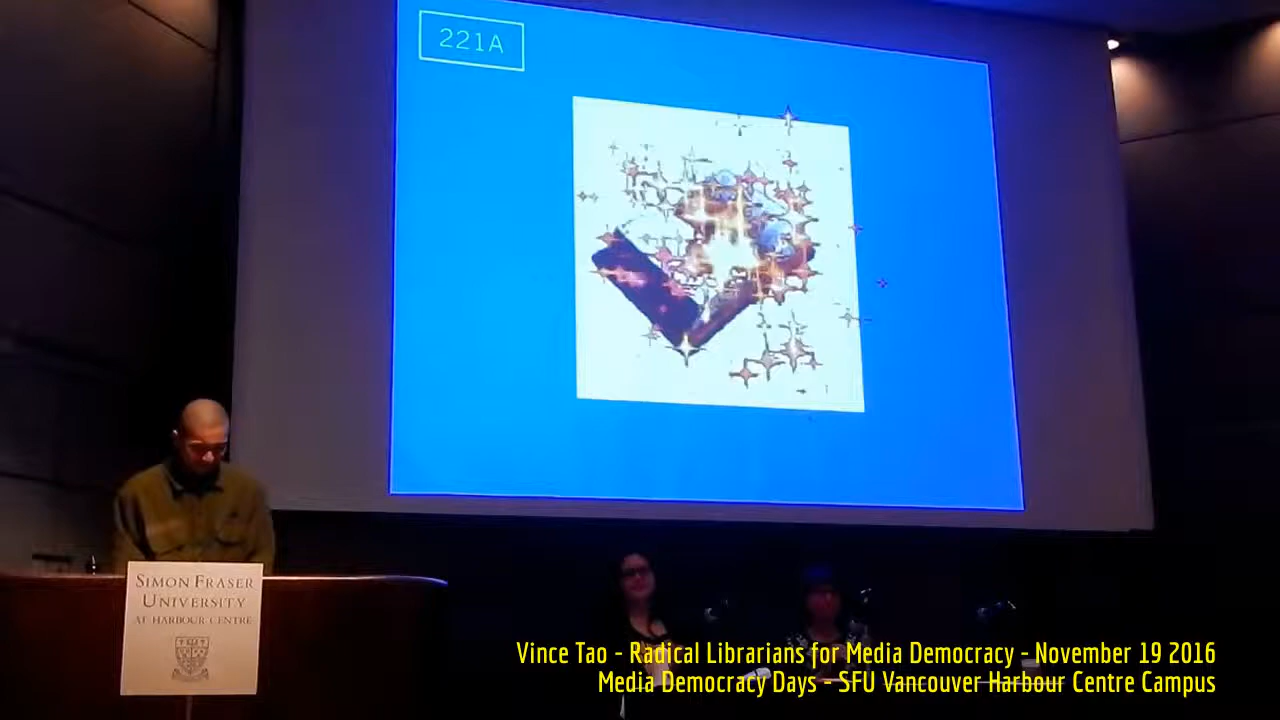 221A
SIMON FRASER
UNIVERSITY
AT HARBOUR CENTRE
Vince Tao - Radical Librarians for Media Democracy - November 19 2016
Media Democracy Days - SFU Vancouver Harbour Centre Campus